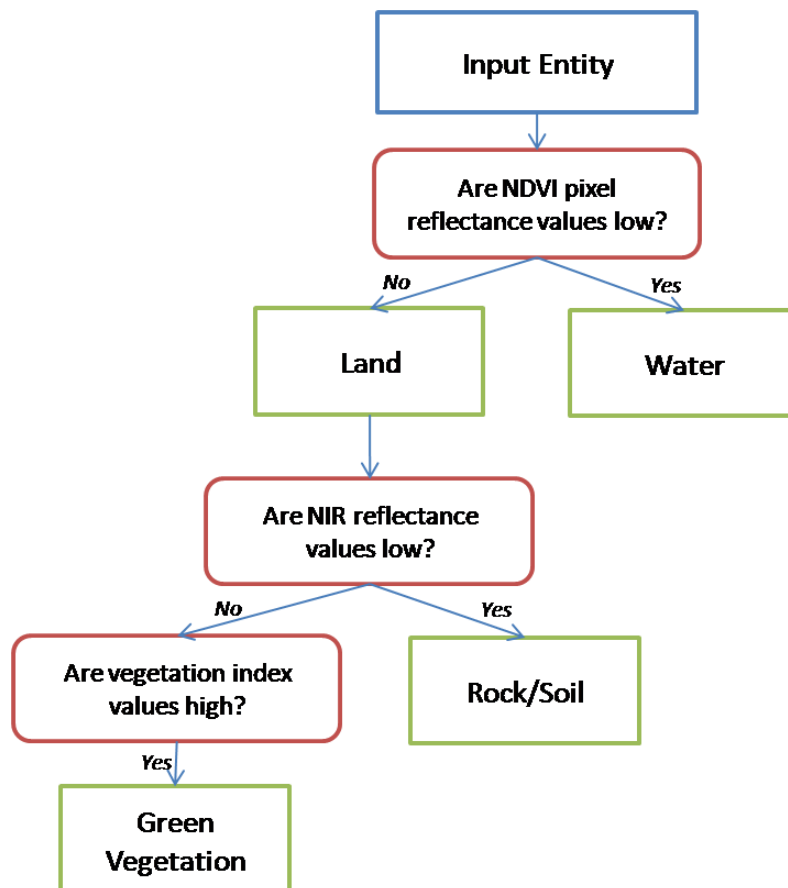 Input Entity
Are NDVI pixel
reflectance values low?
No
Yes
Land
Water
Are NIR reflectance
values low?
No
Yes
Are vegetation index
values high?
Rock/Soil
Yes
Green
Vegetation